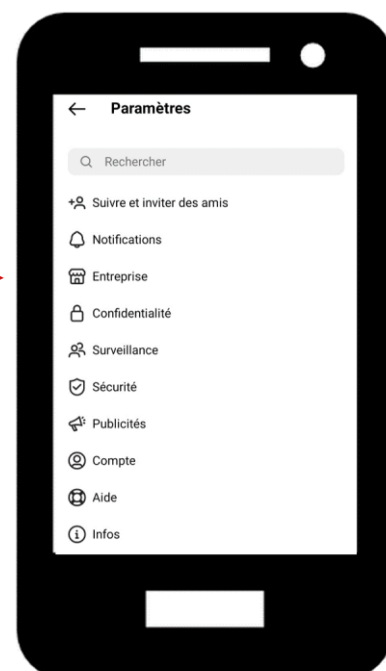 Paramètres
Rechercher
Suivre et inviter des amis
Notifications
Entreprise
Confidentialité
Surveillance
Sécurité
Publicités
Compte
Aide
Infos